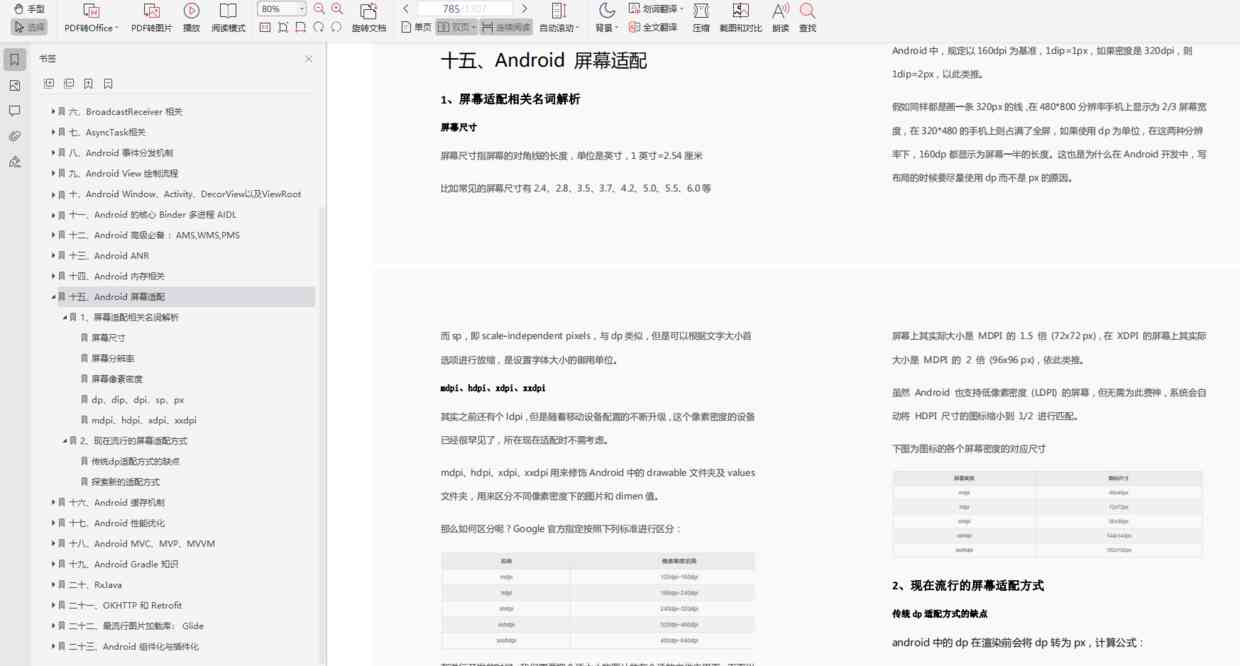 手型
选择
PDF转Office
PDF转图片
播放
阅读模式
80%
旋转文档
785/1307
单页
双页
连续阅读
自动滚动
背景
划词翻译
全文翻译
压缩
截图和对比
朗读
查找
书签
六、BroadcastReceiver 相关
七、AsyncTask相关
八、Android 事件分发机制
九、Android View 绘制流程
十、Android Window、Activity、DecorView以及ViewRoot
十一、Android 的核心 Binder 多进程 AIDL
十二、Android 高级必备 ：AMS,WMS,PMS
十三、Android ANR
十四、Android 内存相关
十五、Android 屏幕适配
1、屏幕适配相关名词解析
屏幕尺寸
屏幕分辨率
屏幕像素密度
dp、dip、dpi、sp、px
mdpi、hdpi、xdpi、xxdpi
2、现在流行的屏幕适配方式
传统dp适配方式的缺点
探索新的适配方式
十六、Android 缓存机制
十七、Android 性能优化
十八、Android MVC、MVP、MVVM
十九、Android Gradle 知识
二十、RxJava
二十一、OKHTTP 和 Retrofit
二十二、最流行图片加载库： Glide
二十三、Android 组件化与插件化
十五、Android 屏幕适配
1、屏幕适配相关名词解析
屏幕尺寸
屏幕尺寸指屏幕的对角线的长度，单位是英寸，1 英寸=2.54 厘米
比如常见的屏幕尺寸有 2.4、2.8、3.5、3.7、4.2、5.0、5.5、6.0 等
Android 中，规定以 160dpi 为基准，1dip=1px，如果密度是 320dpi，则
1dip=2px，以此类推。
假如同样都是画一条 320px 的线，在 480*800 分辨率手机上显示为 2/3 屏幕宽
度，在 320*480 的手机上则占满了全屏，如果使用 dp 为单位，在这两种分辨
率下，160dp 都显示为屏幕一半的长度。这也是为什么在 Android 开发中，写
布局的时候要尽量使用 dp 而不是 px 的原因。
而 sp，即 scale-independent pixels，与 dp 类似，但是可以根据文字大小首
选项进行放缩，是设置字体大小的御用单位。
mdpi、hdpi、xdpi、xxdpi
其实之前还有个 ldpi，但是随着移动设备配置的不断升级，这个像素密度的设备
已经很罕见了，所在现在适配时不需考虑。
mdpi、hdpi、xdpi、xxdpi 用来修饰 Android 中的 drawable 文件夹及 values
文件夹，用来区分不同像素密度下的图片和 dimen 值。
那么如何区分呢？Google 官方指定按照下列标准进行区分：
名称 像素密度范围
mdpi 120dpi~160dpi
hdpi 160dpi~240dpi
xhdpi 240dpi~320dpi
xxhdpi 320dpi~480dpi
xxxhdpi 480dpi~640dpi
屏幕上其实际大小是 MDPI 的 1.5 倍 (72x72 px)，在 XDPI 的屏幕上其实际
大小是 MDPI 的 2 倍 (96x96 px)，依此类推。
虽然 Android 也支持低像素密度 (LDPI) 的屏幕，但无需为此费神，系统会自
动将 HDPI 尺寸的图标缩小到 1/2 进行匹配。
下图为图标的各个屏幕密度的对应尺寸
屏幕密度 图标尺寸
mdpi 48x48px
hdpi 72x72px
xhdpi 96x96px
xxhdpi 144x144px
xxxhdpi 192x192px
2、现在流行的屏幕适配方式
传统 dp 适配方式的缺点
android 中的 dp 在渲染前会将 dp 转为 px，计算公式：